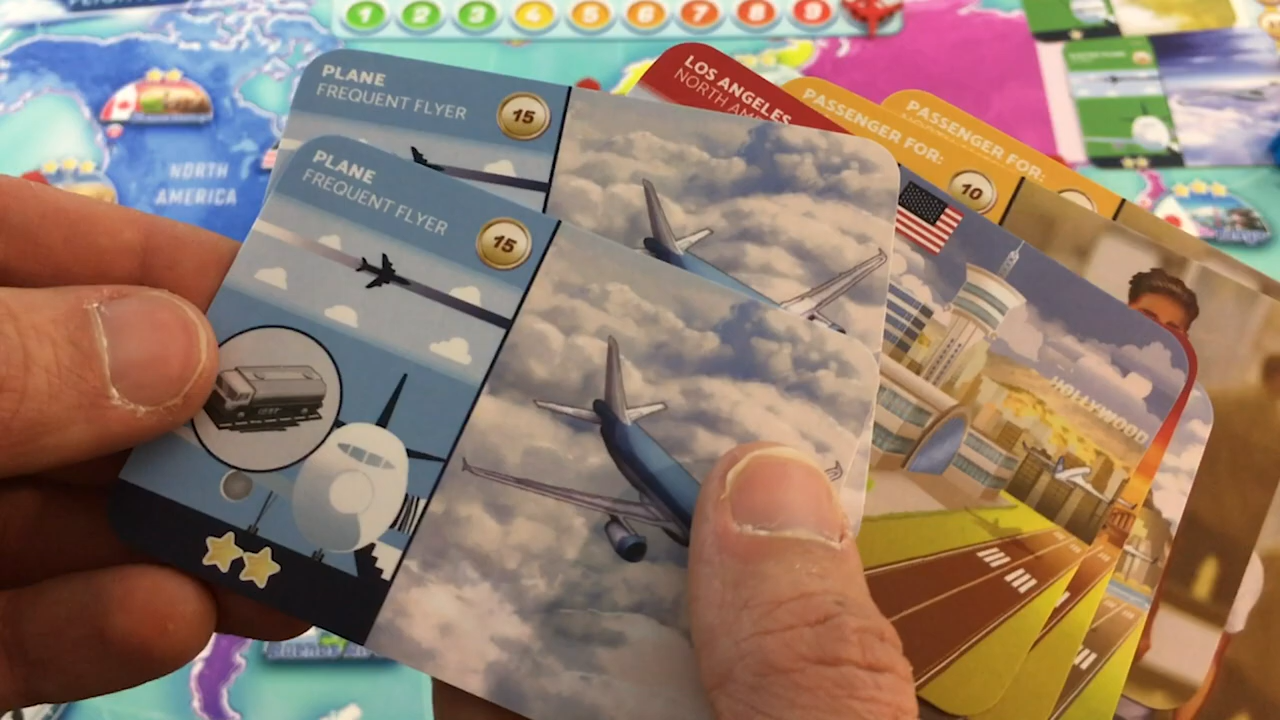 1 2 3 4 5 6 7 8 9
PLANE
FREQUENT FLYER
15
PLANE
FREQUENT FLYER
15
LOS ANGELES
NORTH
PASSENGER FOR:
10
PASSENGER FOR:
HOLLYWOOD
NORTH
AMERICA